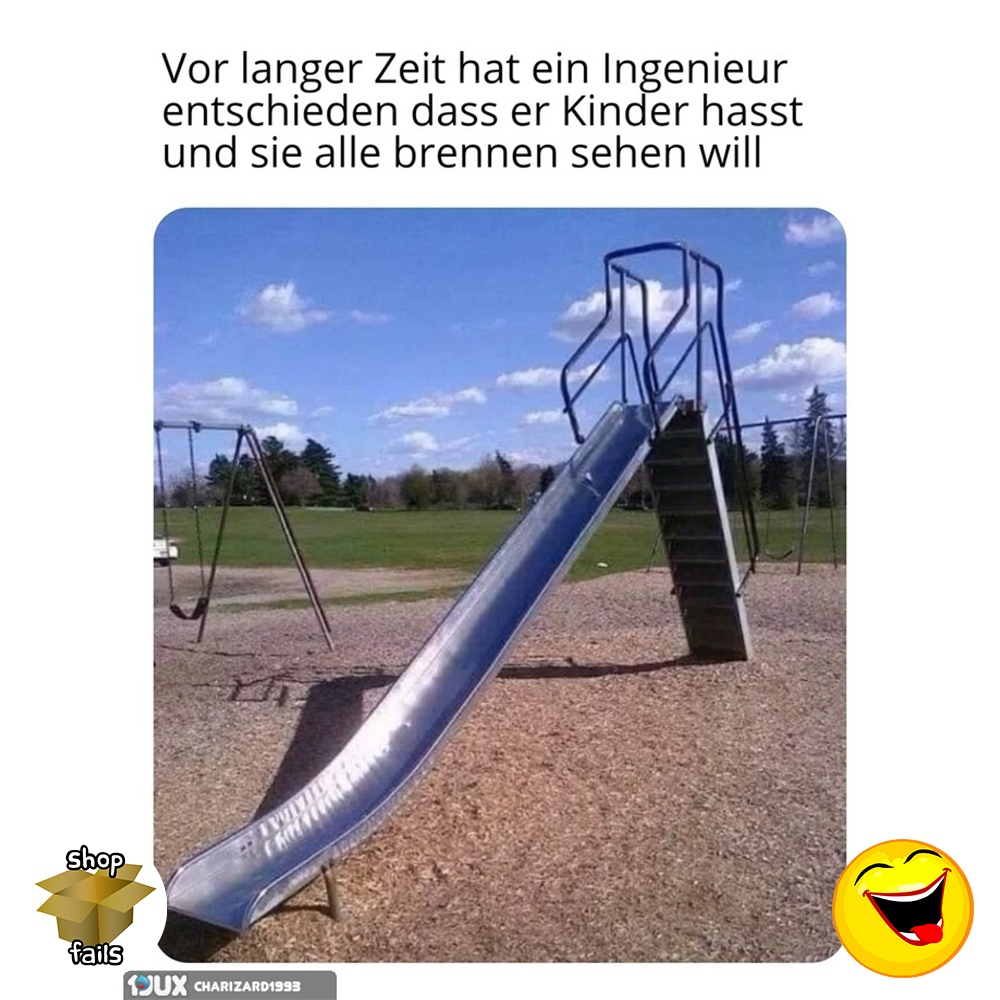 Vor langer Zeit hat ein Ingenieur
entschieden dass er Kinder hasst
und sie alle brennen sehen will
shop
fails
1JUX CHARIZARD1993